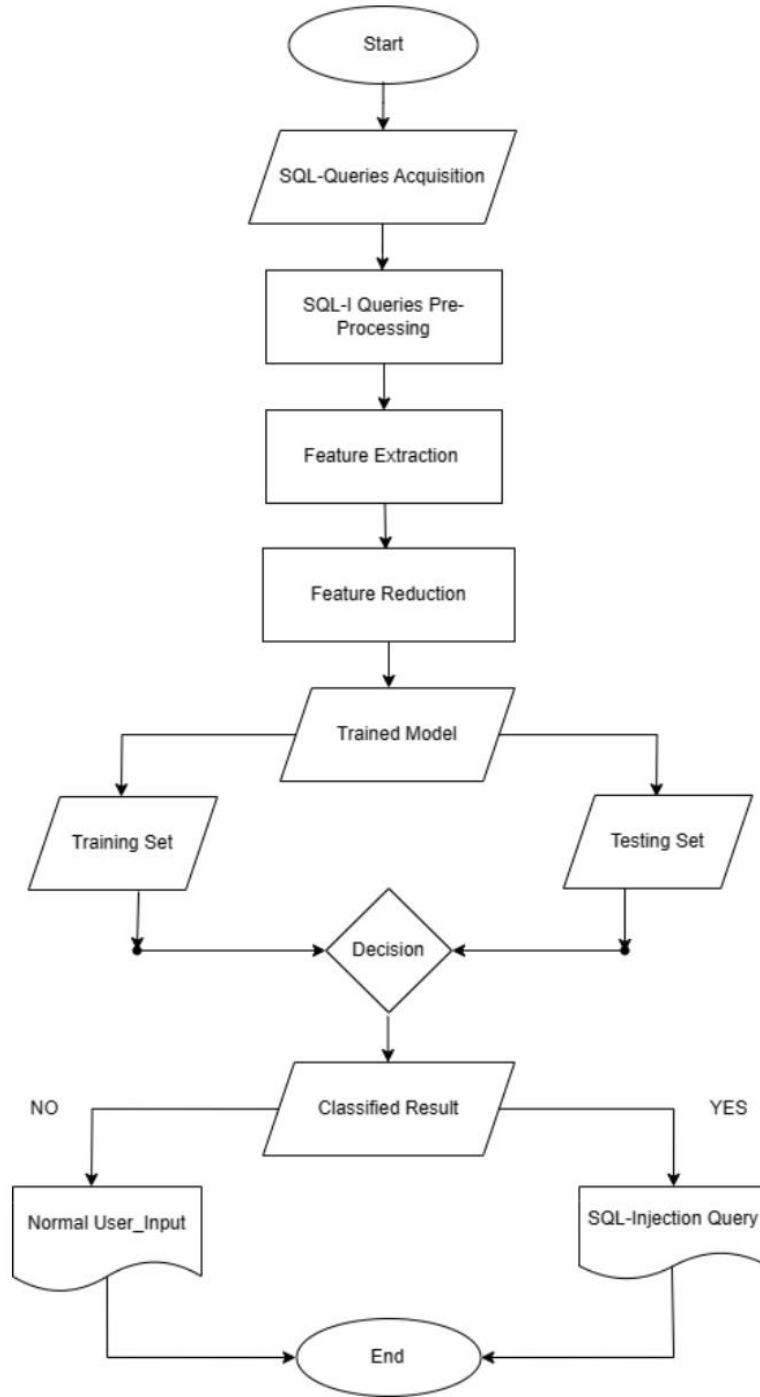 Start
SQL-Queries Acquisition
SQL-I Queries Pre-
Processing
Feature Extraction
Feature Reduction
Trained Model
Training Set
Testing Set
Decision
Classified Result
NO
YES
Normal User_Input
SQL-Injection Query
End